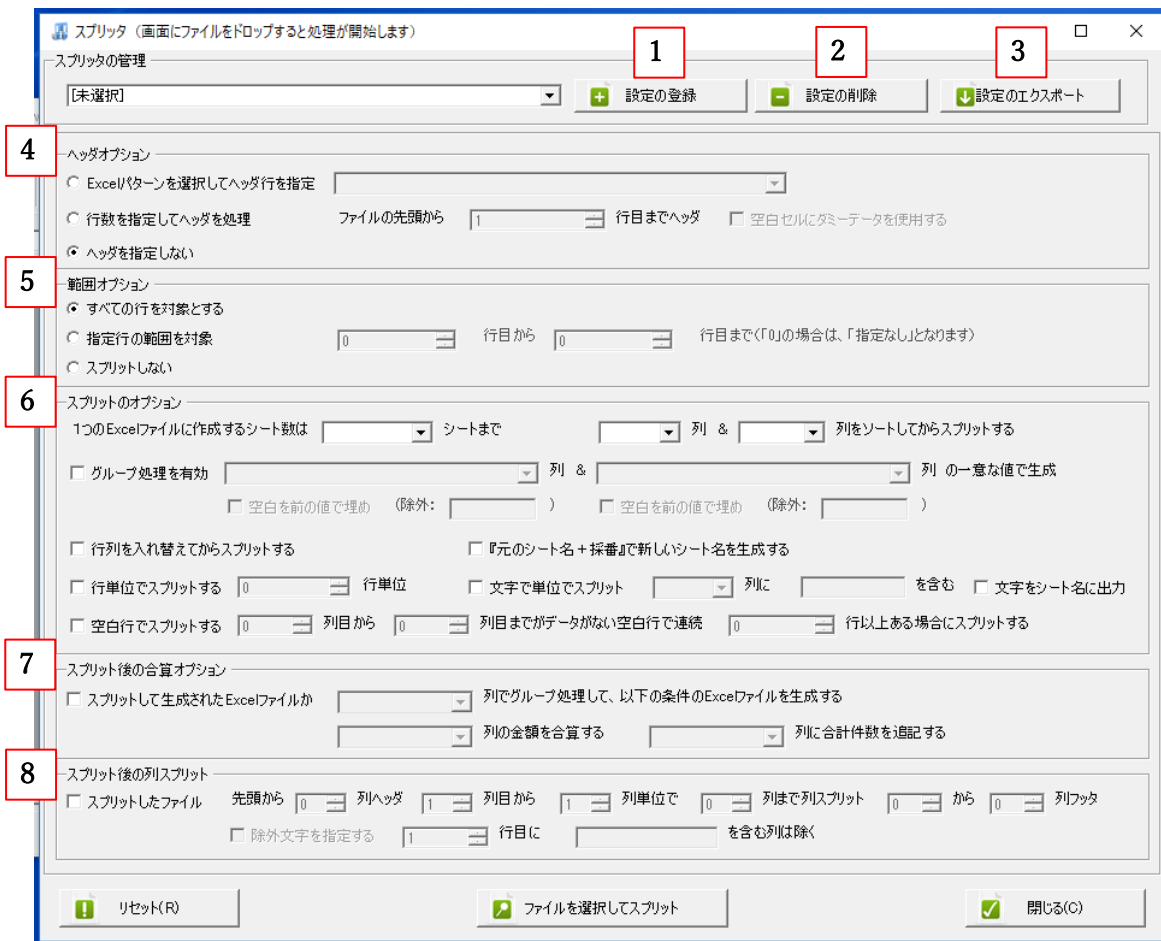 スプリッタ（画面にファイルをドロップすると処理が開始します）
1 2 3
スプリッタの管理
[未選択] 設定の登録 設定の削除 設定のエクスポート
4
ヘッダオプション
Excelパターンを選択してヘッダ行を指定
行数を指定してヘッダを処理 ファイルの先頭から 1 行目までヘッダ 空白セルにダミーデータを使用する
ヘッダを指定しない
5
範囲オプション
すべての行を対象とする
指定行の範囲を対象 0 行目から 0 行目まで(「0」の場合は、「指定なし」となります)
スプリットしない
6
スプリットのオプション
1つのExcelファイルに作成するシート数は シートまで 列 & 列をソートしてからスプリットする
グループ処理を有効 列 & 列 の一意な値で生成
空白を前の値で埋め (除外: ) 空白を前の値で埋め (除外: )
行列を入れ替えてからスプリットする 『元のシート名+採番』で新しいシート名を生成する
行単位でスプリットする 0 行単位 文字で単位でスプリット 列に を含む 文字をシート名に出力
空白行でスプリットする 0 列目から 0 列目までがデータがない空白行で連続 0 行以上ある場合にスプリットする
7
スプリット後の合算オプション
スプリットして生成されたExcelファイルか 列でグループ処理して、以下の条件のExcelファイルを生成する
列の金額を合算する 列に合計件数を追記する
8
スプリット後の列スプリット
スプリットしたファイル 先頭から 0 列ヘッダ 1 列目から 1 列単位で 0 列まで列スプリット 0 から 0 列フッタ
除外文字を指定する 1 行目に を含む列は除く
リセット(R) ファイルを選択してスプリット 閉じる(C)